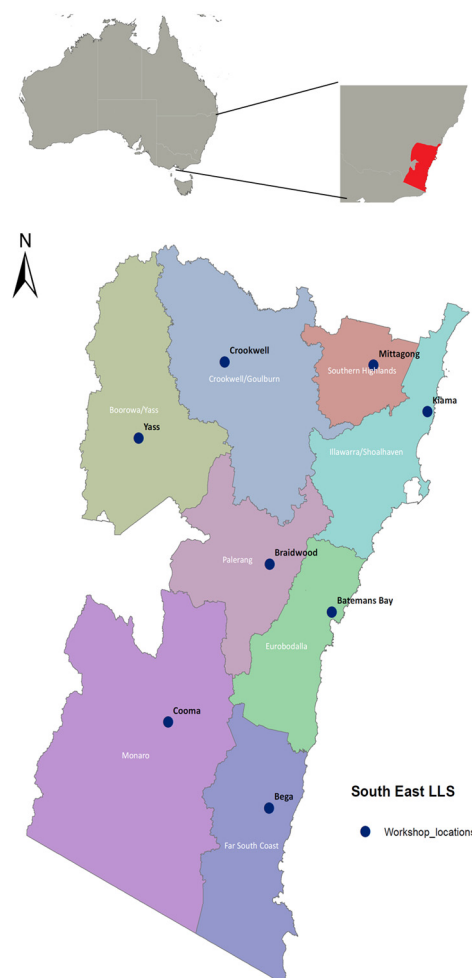 N
Crookwell
Crookwell/Goulburn
Mittagong
Southern Highlands
Kiama
Boorowa/Yass
Yass
Illawarra/Shoalhaven
Palerang
Braidwood
Batemans Bay
Eurobodalla
Cooma
Monaro
Bega
Far South Coast
South East LLS
Workshop_locations